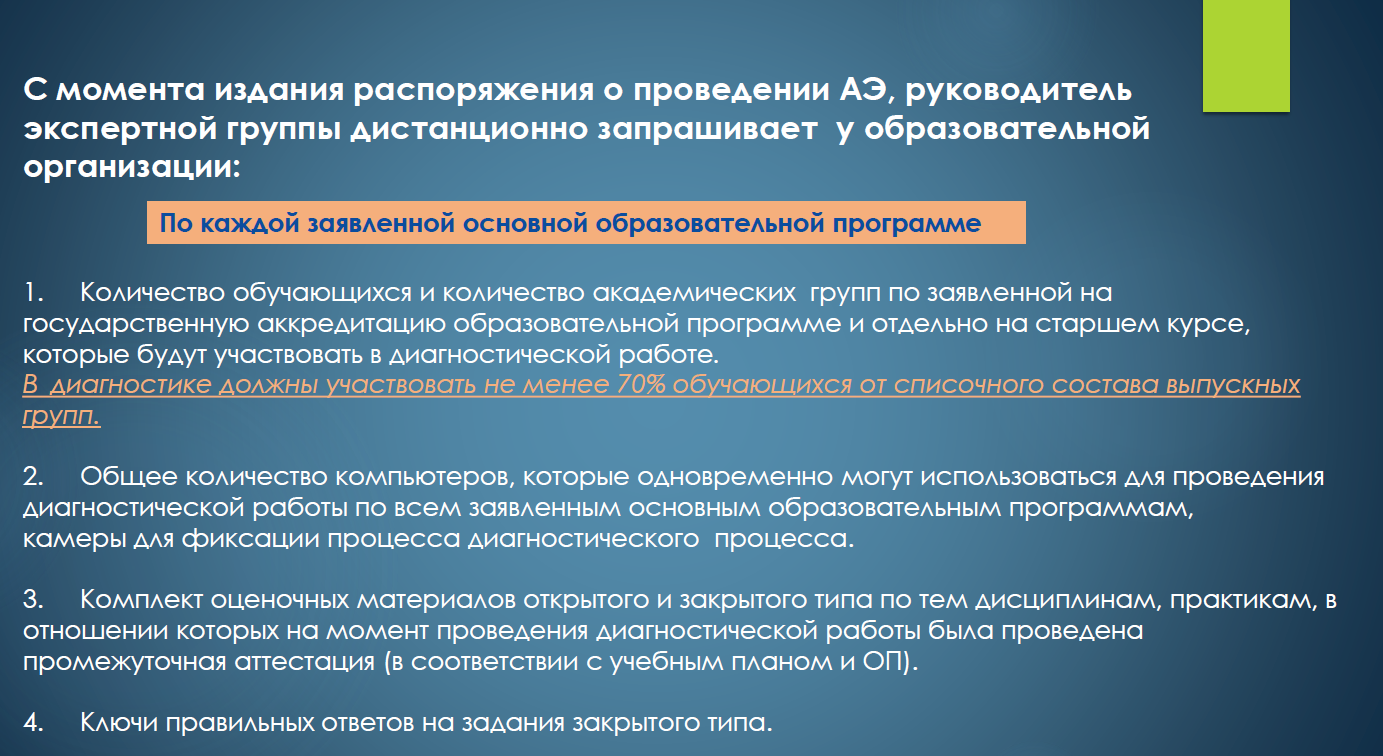 С момента издания распоряжения о проведении АЭ, руководитель
экспертной группы дистанционно запрашивает у образовательной
организации:
По каждой заявленной основной образовательной программе
1. Количество обучающихся и количество академических групп по заявленной на
государственную аккредитацию образовательной программе и отдельно на старшем курсе,
которые будут участвовать в диагностической работе.
В диагностике должны участвовать не менее 70% обучающихся от списочного состава выпускных
групп.
2. Общее количество компьютеров, которые одновременно могут использоваться для проведения
диагностической работы по всем заявленным основным образовательным программам,
камеры для фиксации процесса диагностического процесса.
3. Комплект оценочных материалов открытого и закрытого типа по тем дисциплинам, практикам, в
отношении которых на момент проведения диагностической работы была проведена
промежуточная аттестация (в соответствии с учебным планом и ОП).
4. Ключи правильных ответов на задания закрытого типа.